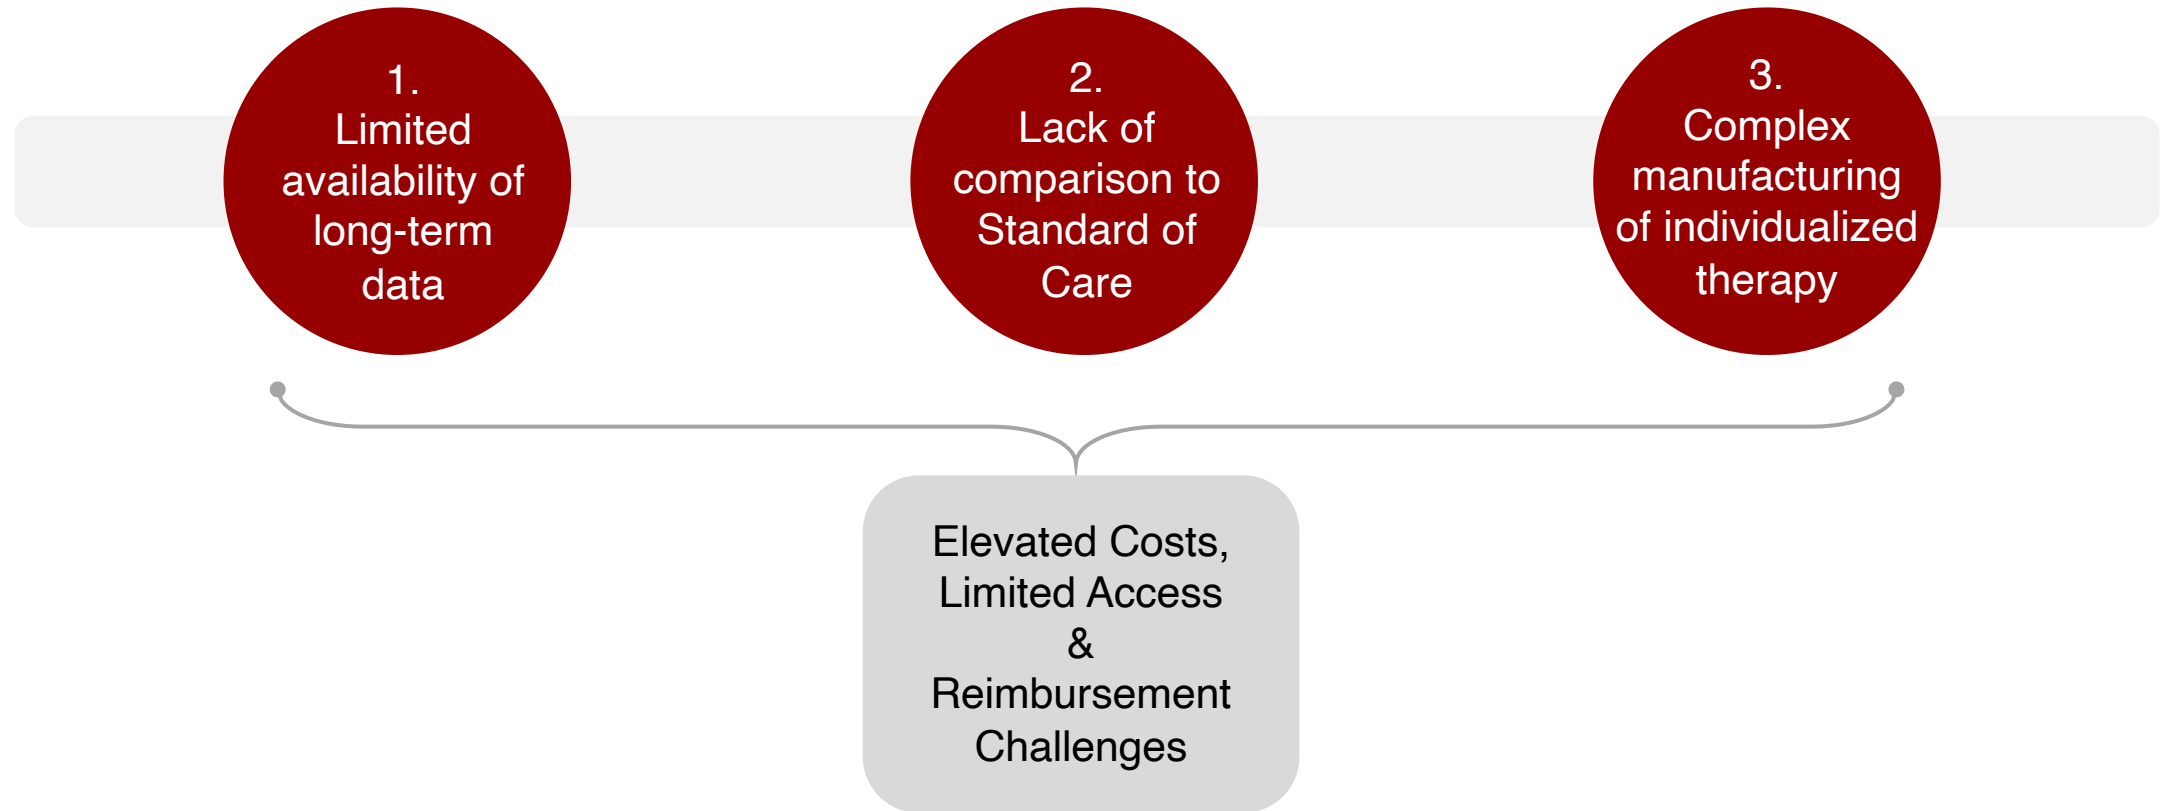 1.
Limited
availability of
long-term
data
2.
Lack of
comparison to
Standard of
Care
3.
Complex
manufacturing
of individualized
therapy
Elevated Costs,
Limited Access
&
Reimbursement
Challenges